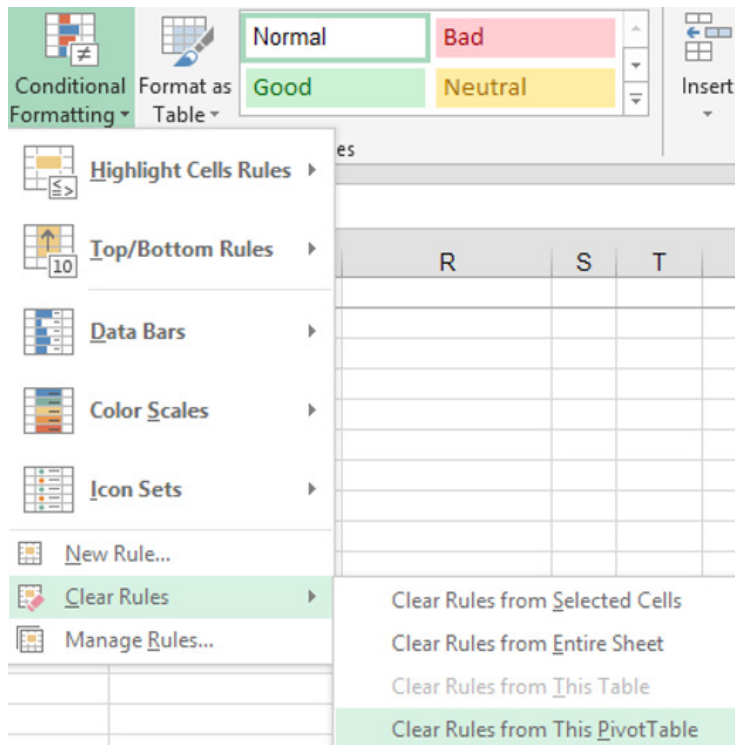 Conditional Formatting
Format as Table
Normal
Bad
Good
Neutral
Insert
es
Highlight Cells Rules
≤>
Top/Bottom Rules
10
R
S
T
Data Bars
Color Scales
Icon Sets
New Rule...
Clear Rules
Manage Rules...
Clear Rules from Selected Cells
Clear Rules from Entire Sheet
Clear Rules from This Table
Clear Rules from This PivotTable